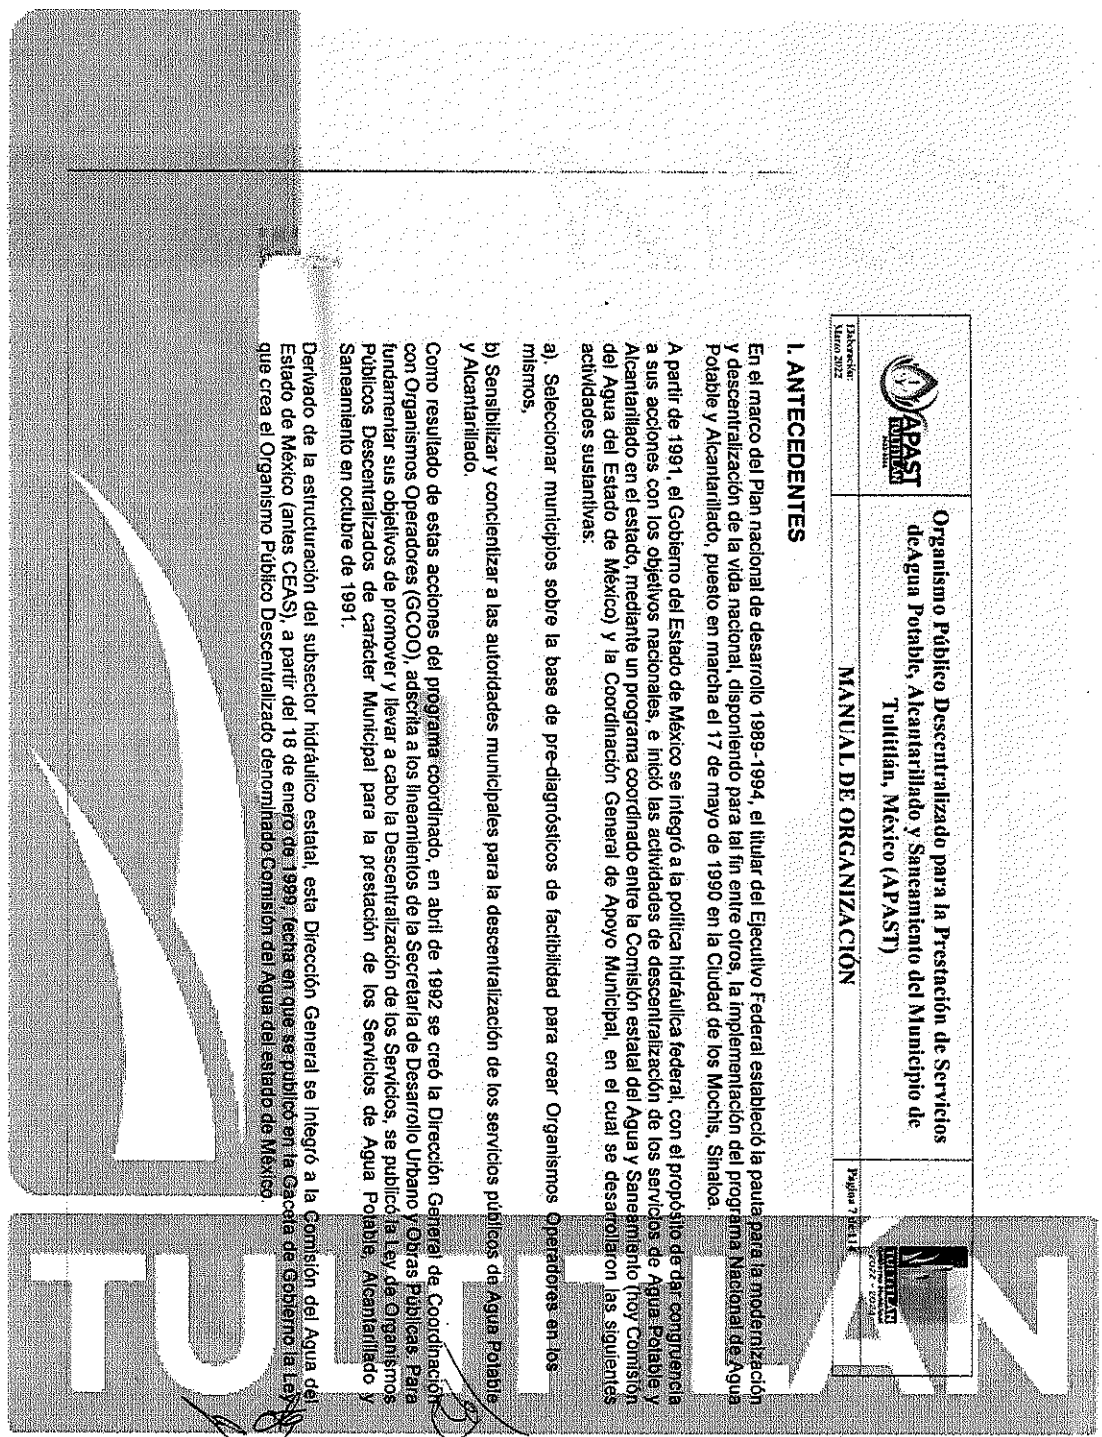 APAST
TULTITLÁN
Organismo Público Descentralizado para la Prestación de Servicios
deAgua Potable, Alcantarillado y Saneamiento del Municipio de
Tultitlán, México (APAST)
TULTITLÁN
Elaboración:
Marzo 2022
MANUAL DE ORGANIZACIÓN
Página 7 de
I. ANTECEDENTES
En el marco del Plan nacional de desarrollo 1989-1994, el titular del Ejecutivo Federal estableció la pauta para la modernización
y descentralización de la vida nacional, disponiendo para tal fin entre otros, la implementación del programa Nacional de Agua
Potable y Alcantarillado, puesto en marcha el 17 de mayo de 1990 en la Ciudad de los Mochis, Sinaloa.
A partir de 1991, el Gobierno del Estado de México se integró a la política hidráulica federal, con el propósito de dar congruencia
a sus acciones con los objetivos nacionales, e inició las actividades de descentralización de los servicios de Agua Potable y
Alcantarillado en el estado, mediante un programa coordinado entre la Comisión estatal del Agua y Saneamiento (hoy Comisión
del Agua del Estado de México) y la Coordinación General de Apoyo Municipal, en el cual se desarrollaron las siguientes
actividades sustantivas:
a). Seleccionar municipios sobre la base de pre-diagnósticos de factibilidad para crear Organismos Operadores en los
mismos,
b) Sensibilizar y concientizar a las autoridades municipales para la descentralización de los servicios públicos de Agua Potable
y Alcantarillado.
Como resultado de estas acciones del programa coordinado, en abril de 1992 se creó la Dirección General de Coordinación
con Organismos Operadores (GCOO), adscrita a los lineamientos de la Secretaría de Desarrollo Urbano y Obras Públicas Para
fundamentar sus objetivos de promover y llevar a cabo la Descentralización de los Servicios, se publicó la Ley de Organismos
Públicos Descentralizados de carácter Municipal para la prestación de los Servicios de Agua Potable, Alcantarillado y
Saneamiento en octubre de 1991.
Derivado de la estructuración del subsector hidráulico estatal, esta Dirección General se integró a la Comisión del Agua del
Estado de México (antes CEAS), a partir del 18 de enero de 1999, fecha en que se publicó en la Gaceta de Gobierno la Ley
que crea el Organismo Público Descentralizado denominado Comisión del Agua del estado de México
TULTITLÁN